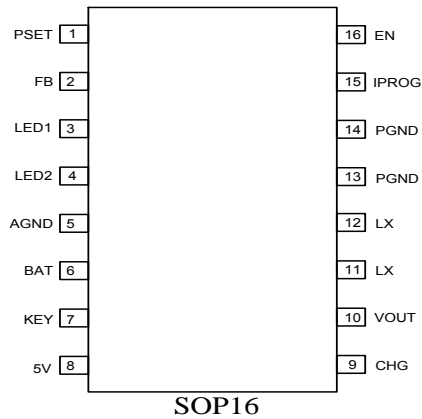 PSET 1 16 EN
FB 2 15 IPROG
LED1 3 14 PGND
LED2 4 13 PGND
AGND 5 12 LX
BAT 6 11 LX
KEY 7 10 VOUT
5V 8 9 CHG
SOP16